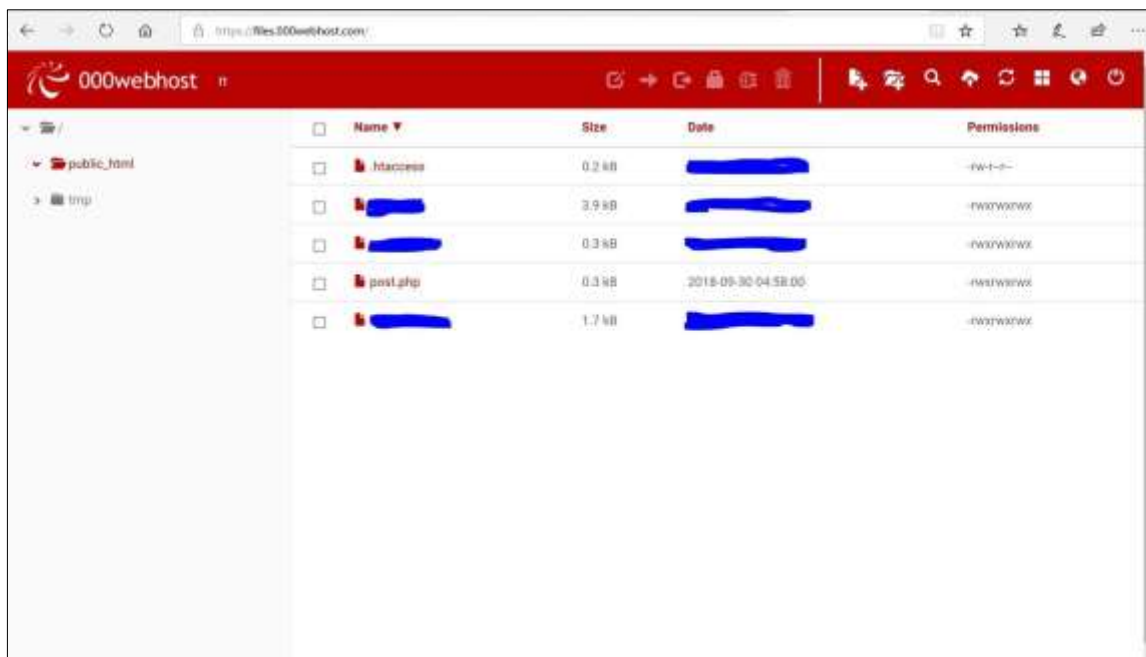 https://files.000webhost.com/
000webhost
Name ▼ Size Date Permissions
/
public_html
tmp
.htaccess 0.2 kB -rw-r--r--
3.9 kB -rwxrwxrwx
0.3 kB -rwxrwxrwx
post.php 0.3 kB 2018-09-30 04:58:00 -rwxrwxrwx
1.7 kB -rwxrwxrwx